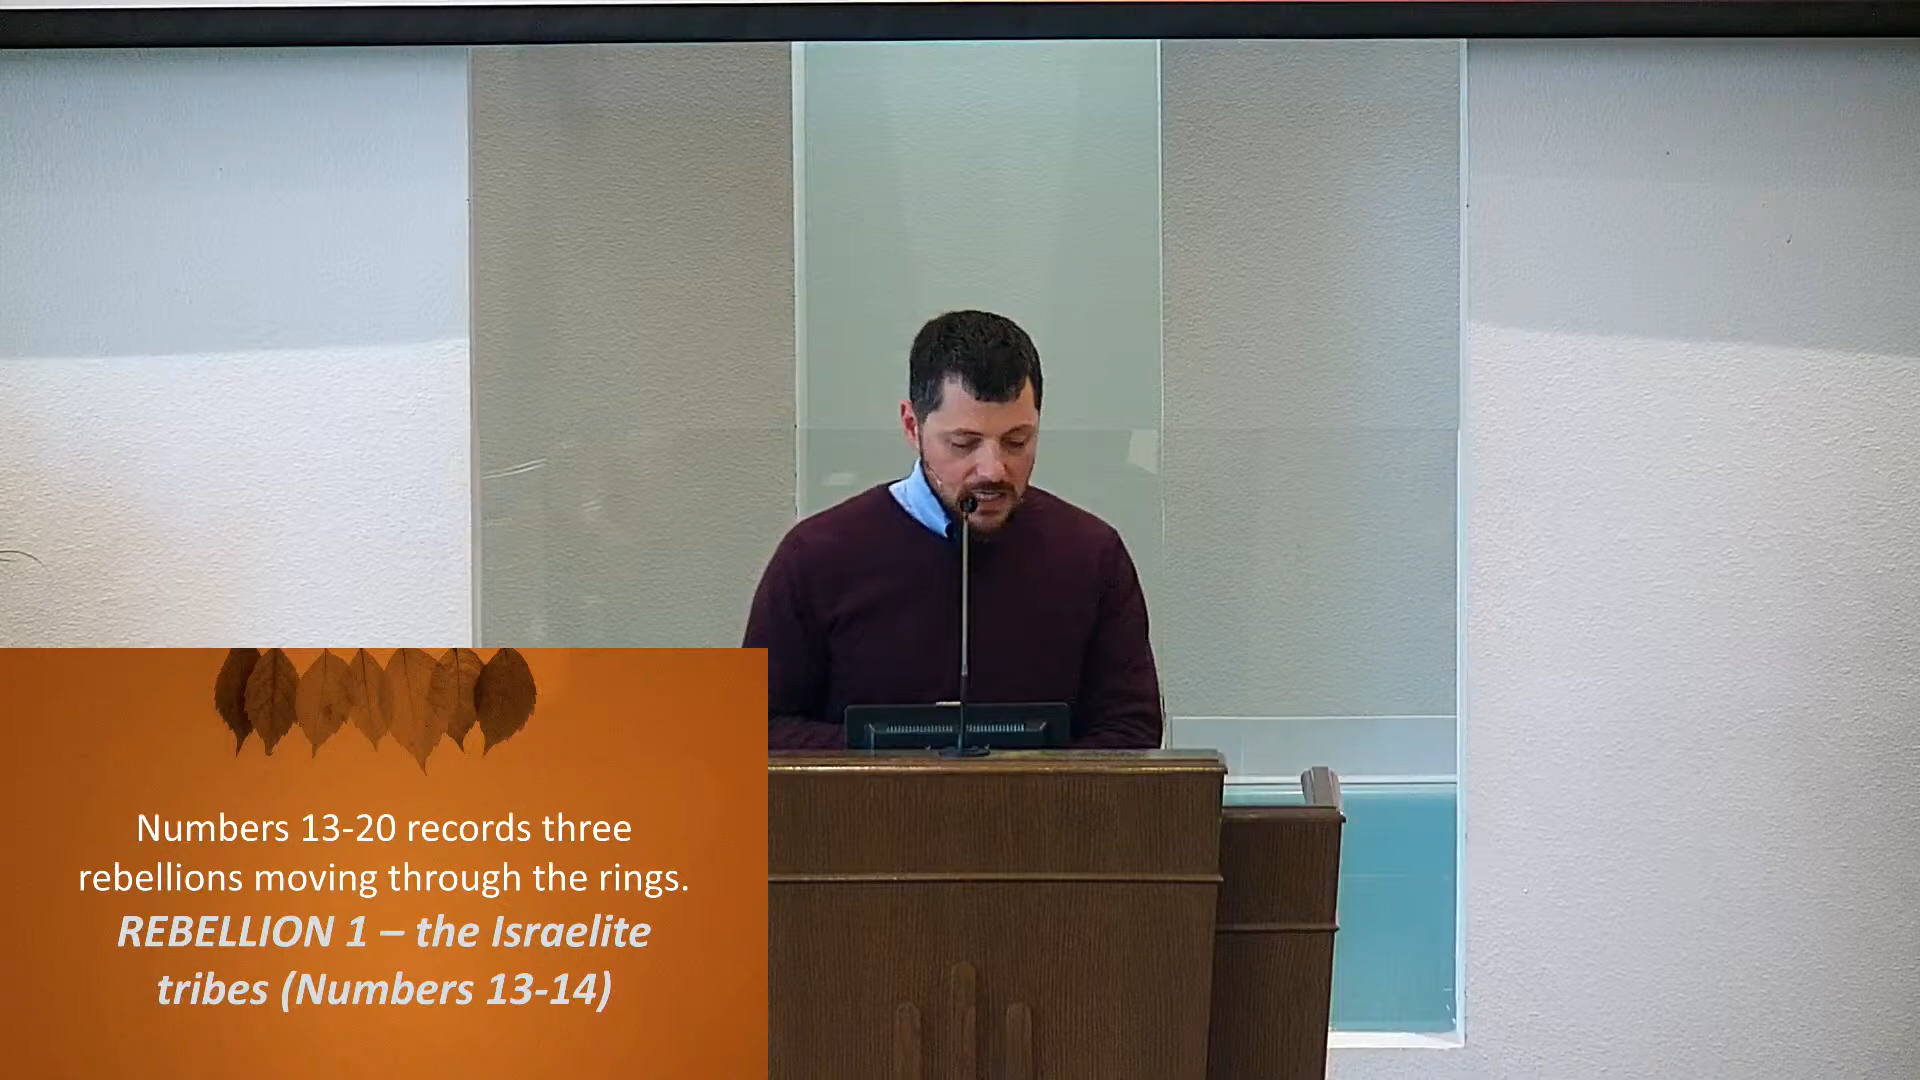 Numbers 13-20 records three
rebellions moving through the rings.
REBELLION 1 – the Israelite
tribes (Numbers 13-14)